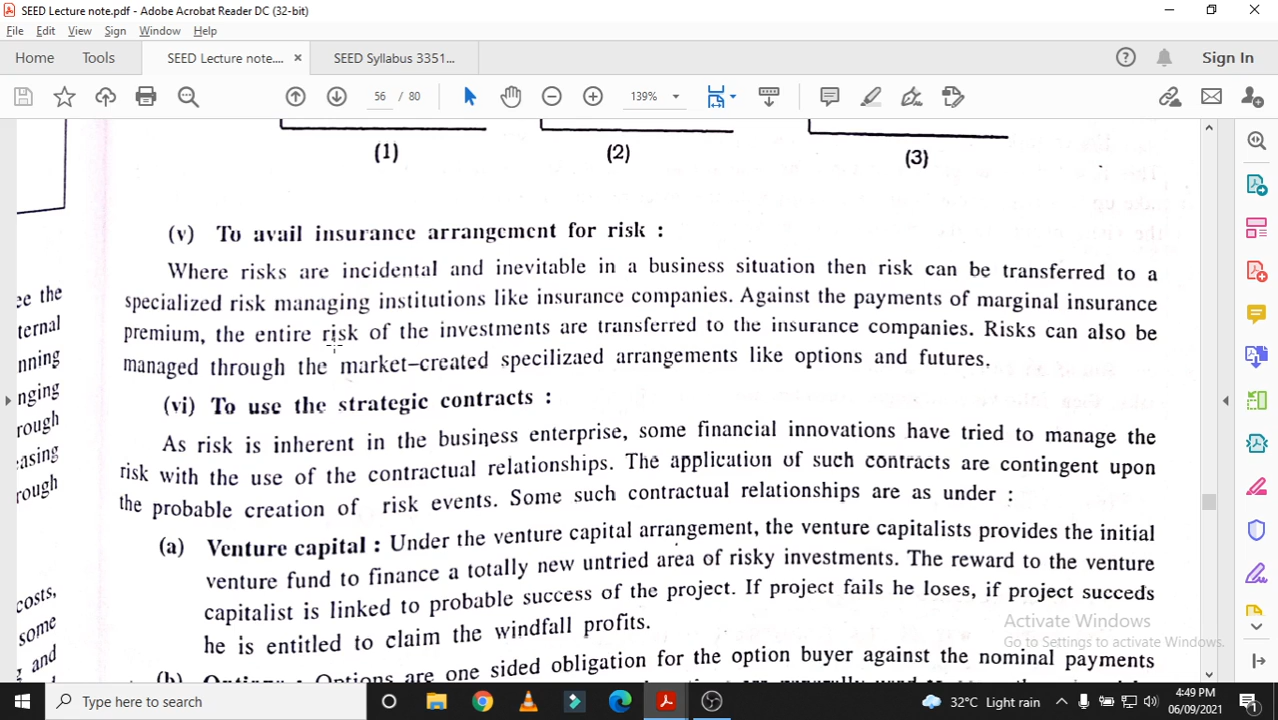 SEED Lecture note.pdf - Adobe Acrobat Reader DC (32-bit)
File Edit View Sign Window Help
Home Tools SEED Lecture note.... × SEED Syllabus 3351... Sign In
56 / 80 139%
(1) (2) (3)
(v) To avail insurance arrangement for risk :
Where risks are incidental and inevitable in a business situation then risk can be transferred to a
specialized risk managing institutions like insurance companies. Against the payments of marginal insurance
premium, the entire risk of the investments are transferred to the insurance companies. Risks can also be
managed through the market-created specilizaed arrangements like options and futures.
(vi) To use the strategic contracts :
As risk is inherent in the business enterprise, some financial innovations have tried to manage the
risk with the use of the contractual relationships. The application of such contracts are contingent upon
the probable creation of risk events. Some such contractual relationships are as under :
(a) Venture capital : Under the venture capital arrangement, the venture capitalists provides the initial
venture fund to finance a totally new untried area of risky investments. The reward to the venture
capitalist is linked to probable success of the project. If project fails he loses, if project succeds
he is entitled to claim the windfall profits.
(b) Options : Options are one sided obligation for the option buyer against the nominal payments
ee the
ternal
nning
nging
rough
easing
rough
costs,
some
g and
Activate Windows
Go to Settings to activate Windows.
Type here to search
32°C Light rain
4:49 PM
06/09/2021
1